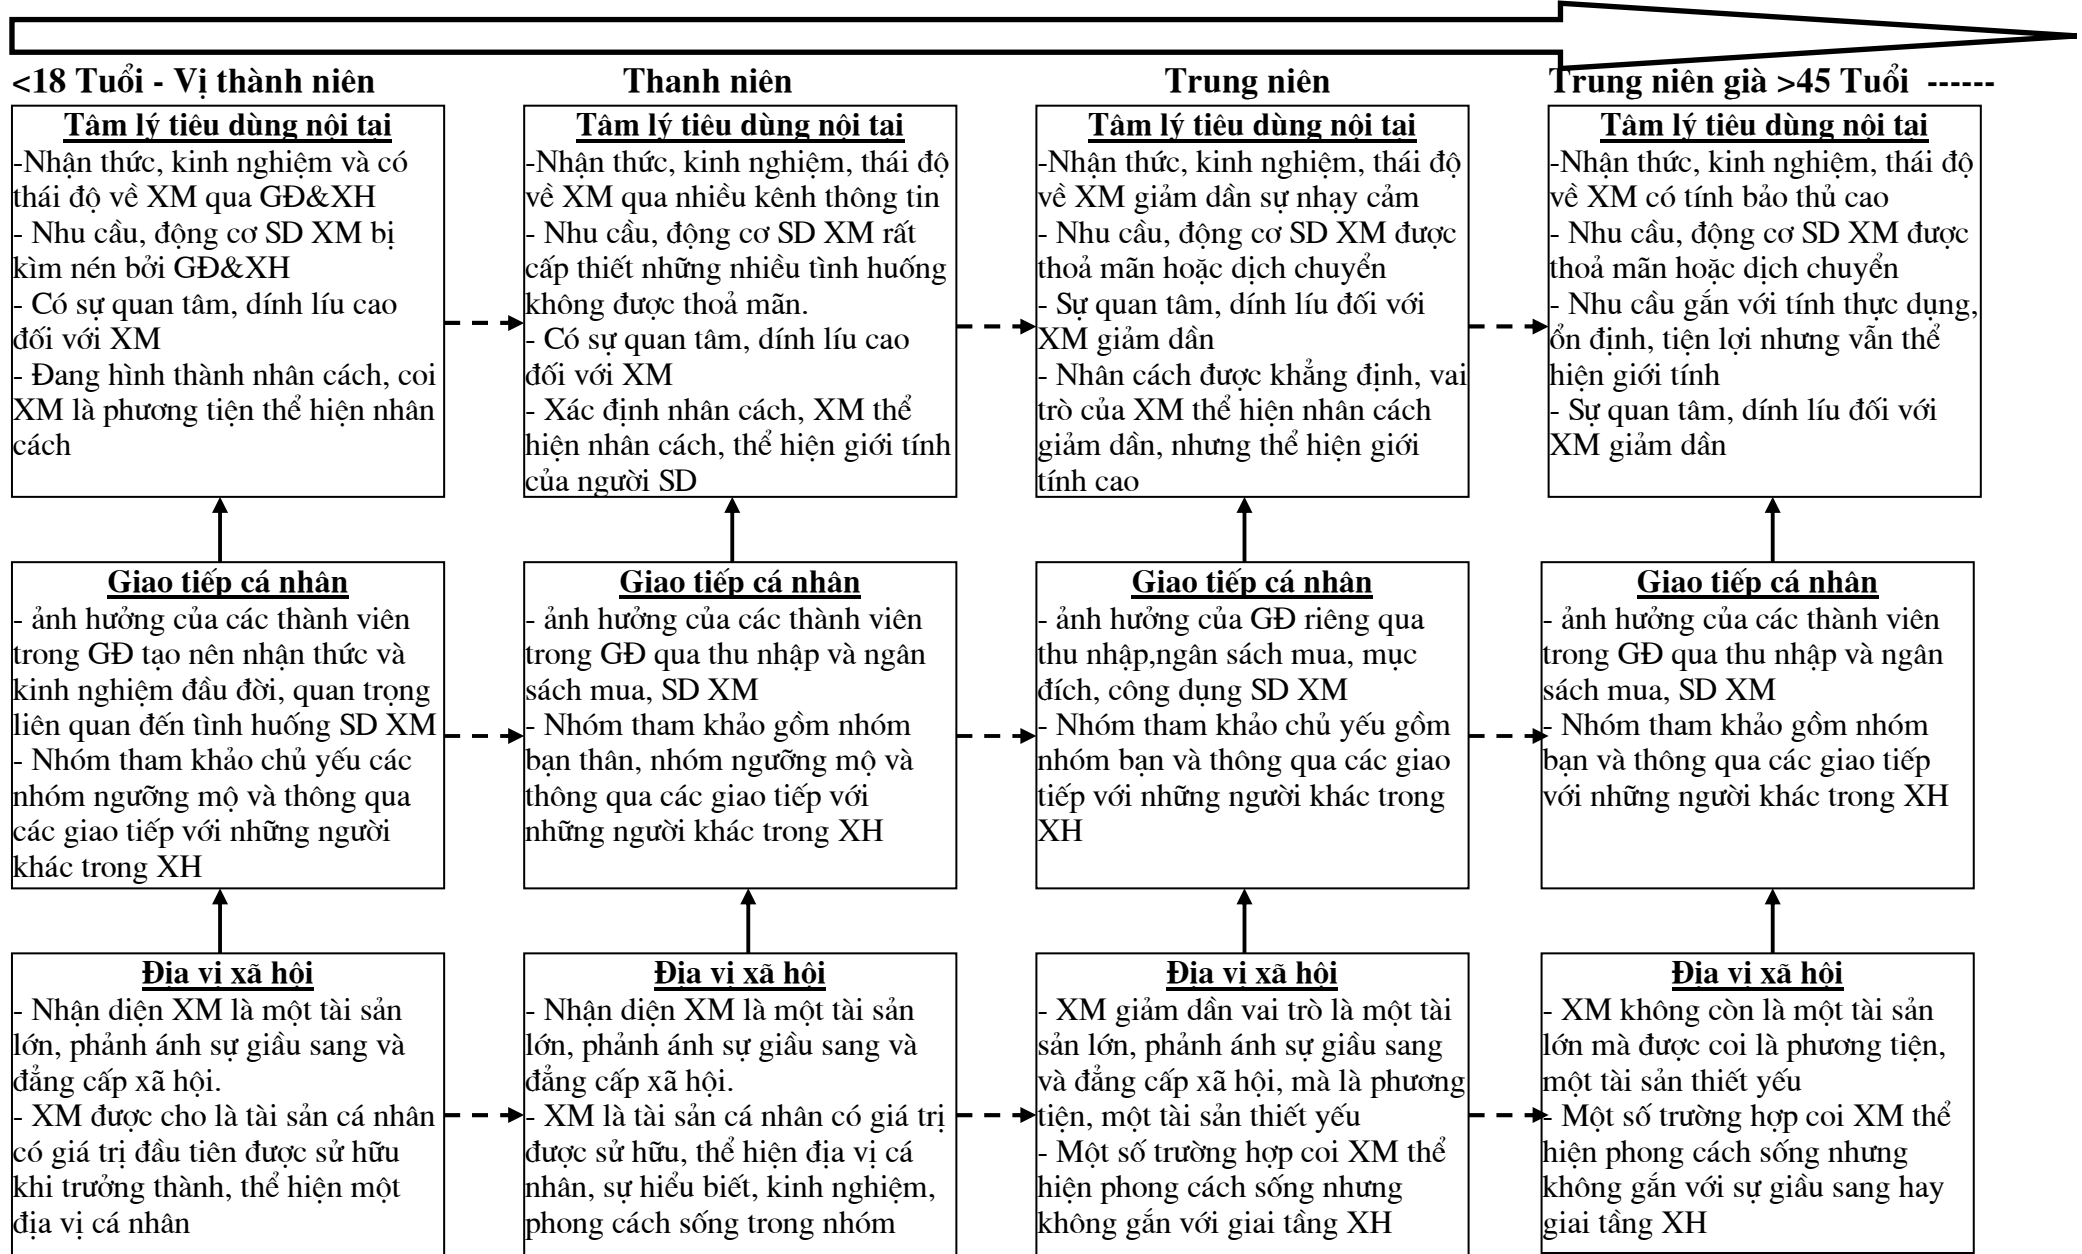 <18 Tuổi - Vị thành niên
Thanh niên
Trung niên
Trung niên già >45 Tuổi ------
Tâm lý tiêu dùng nội tại
-Nhận thức, kinh nghiệm và có
thái độ về XM qua GĐ&XH
- Nhu cầu, động cơ SD XM bị
kìm nén bởi GĐ&XH
- Có sự quan tâm, dính líu cao
đối với XM
- Đang hình thành nhân cách, coi
XM là phương tiện thể hiện nhân
cách
Tâm lý tiêu dùng nội tại
-Nhận thức, kinh nghiệm, thái độ
về XM qua nhiều kênh thông tin
- Nhu cầu, động cơ SD XM rất
cấp thiết những nhiều tình huống
không được thoả mãn.
- Có sự quan tâm, dính líu cao
đối với XM
- Xác định nhân cách, XM thể
hiện nhân cách, thể hiện giới tính
của người SD
Tâm lý tiêu dùng nội tại
-Nhận thức, kinh nghiệm, thái độ
về XM giảm dần sự nhạy cảm
- Nhu cầu, động cơ SD XM được
thoả mãn hoặc dịch chuyển
- Sự quan tâm, dính líu đối với
XM giảm dần
- Nhân cách được khẳng định, vai
trò của XM thể hiện nhân cách
giảm dần, nhưng thể hiện giới
tính cao
Tâm lý tiêu dùng nội tại
-Nhận thức, kinh nghiệm, thái độ
về XM có tính bảo thủ cao
- Nhu cầu, động cơ SD XM được
thoả mãn hoặc dịch chuyển
- Nhu cầu gắn với tính thực dụng,
ổn định, tiện lợi nhưng vẫn thể
hiện giới tính
- Sự quan tâm, dính líu đối với
XM giảm dần
Giao tiếp cá nhân
- ảnh hưởng của các thành viên
trong GĐ tạo nên nhận thức và
kinh nghiệm đầu đời, quan trọng
liên quan đến tình huống SD XM
- Nhóm tham khảo chủ yếu các
nhóm ngưỡng mộ và thông qua
các giao tiếp với những người
khác trong XH
Giao tiếp cá nhân
- ảnh hưởng của các thành viên
trong GĐ qua thu nhập và ngân
sách mua, SD XM
- Nhóm tham khảo gồm nhóm
bạn thân, nhóm ngưỡng mộ và
thông qua các giao tiếp với
những người khác trong XH
Giao tiếp cá nhân
- ảnh hưởng của GĐ riêng qua
thu nhập,ngân sách mua, mục
đích, công dụng SD XM
- Nhóm tham khảo chủ yếu gồm
nhóm bạn và thông qua các giao
tiếp với những người khác trong
XH
Giao tiếp cá nhân
- ảnh hưởng của các thành viên
trong GĐ qua thu nhập và ngân
sách mua, SD XM
- Nhóm tham khảo gồm nhóm
bạn và thông qua các giao tiếp
với những người khác trong XH
Địa vị xã hội
- Nhận diện XM là một tài sản
lớn, phảnh ánh sự giầu sang và
đẳng cấp xã hội.
- XM được cho là tài sản cá nhân
có giá trị đầu tiên được sử hữu
khi trưởng thành, thể hiện một
địa vị cá nhân
Địa vị xã hội
- Nhận diện XM là một tài sản
lớn, phảnh ánh sự giầu sang và
đẳng cấp xã hội.
- XM là tài sản cá nhân có giá trị
được sử hữu, thể hiện địa vị cá
nhân, sự hiểu biết, kinh nghiệm,
phong cách sống trong nhóm
Địa vị xã hội
- XM giảm dần vai trò là một tài
sản lớn, phảnh ánh sự giầu sang
và đẳng cấp xã hội, mà là phương
tiện, một tài sản thiết yếu
- Một số trường hợp coi XM thể
hiện phong cách sống nhưng
không gắn với giai tầng XH
Địa vị xã hội
- XM không còn là một tài sản
lớn mà được coi là phương tiện,
một tài sản thiết yếu
- Một số trường hợp coi XM thể
hiện phong cách sống nhưng
không gắn với sự giầu sang hay
giai tầng XH